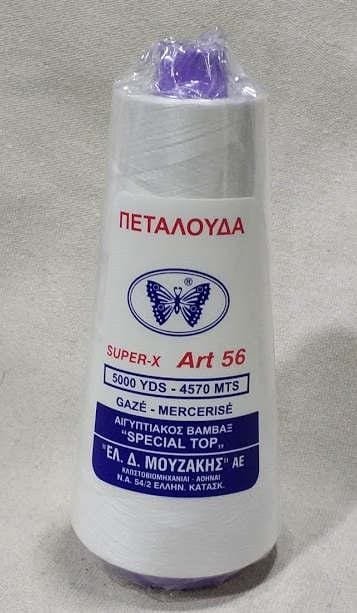 ΠΕΤΑΛΟΥΔΑ
®
SUPER-X Art 56
5000 YDS - 4570 MTS
GAZÉ - MERCERISÉ
ΑΙΓΥΠΤΙΑΚΟΣ ΒΑΜΒΑΞ
"SPECIAL TOP„
"ΕΛ. Δ. ΜΟΥΖΑΚΗΣ" ΑΕ
ΚΛΩΣΤΟΒΙΟΜΗΧΑΝΙΑΙ - ΑΘΗΝΑΙ
Ν.Α. 54/2 ΕΛΛΗΝ. ΚΑΤΑΣΚ.